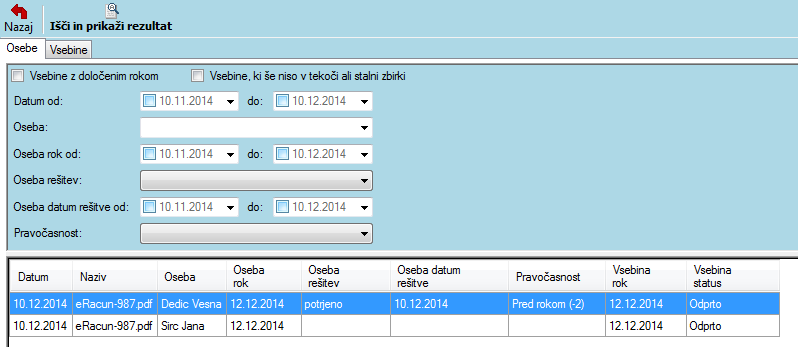 Nazaj Išči in prikaži rezultat
Osebe Vsebine
Vsebine z določenim rokom Vsebine, ki še niso v tekoči ali stalni zbirki
Datum od: 10.11.2014 do: 10.12.2014
Oseba:
Oseba rok od: 10.11.2014 do: 10.12.2014
Oseba rešitev:
Oseba datum rešitve od: 10.11.2014 do: 10.12.2014
Pravočasnost:
Datum Naziv Oseba Oseba rok Oseba rešitev Oseba datum rešitve Pravočasnost Vsebina rok Vsebina status
10.12.2014 eRacun-987.pdf Dedic Vesna 12.12.2014 potrjeno 10.12.2014 Pred rokom (-2) 12.12.2014 Odprto
10.12.2014 eRacun-987.pdf Sirc Jana 12.12.2014 12.12.2014 Odprto